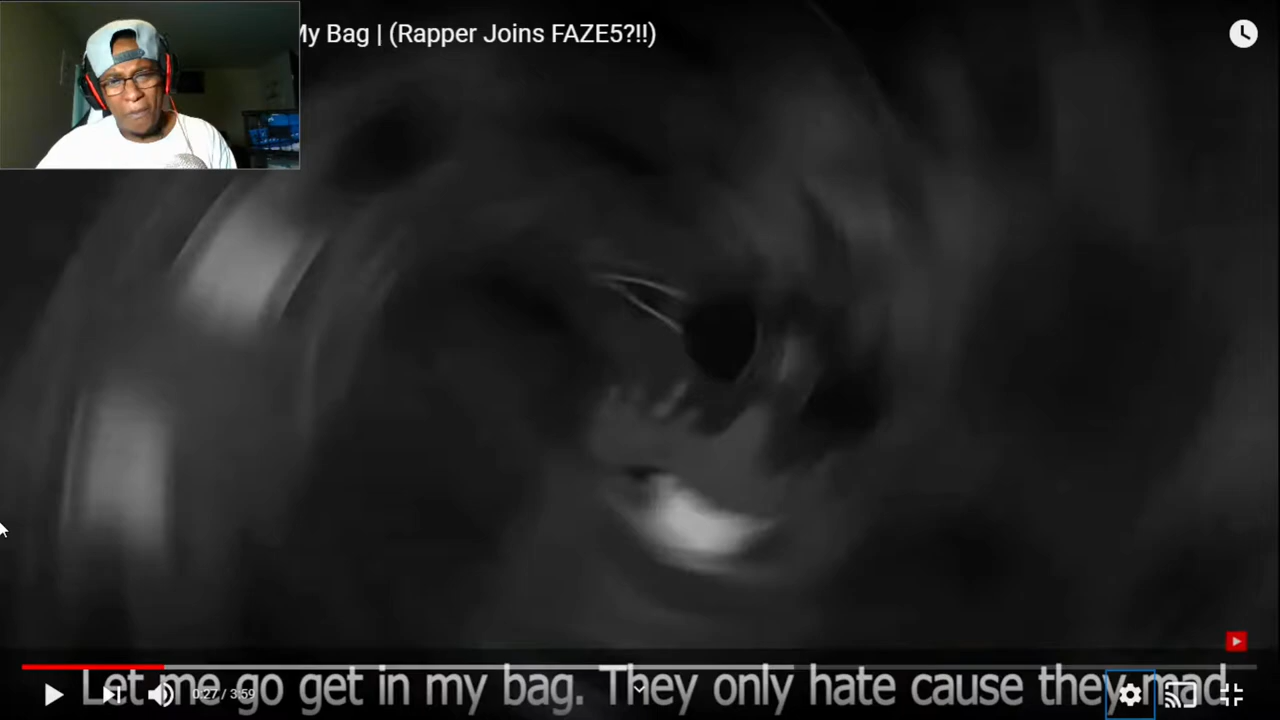 My Bag | (Rapper Joins FAZE5?!!)
Let me go get in my bag. They only hate cause they mad
0:27 / 3:59